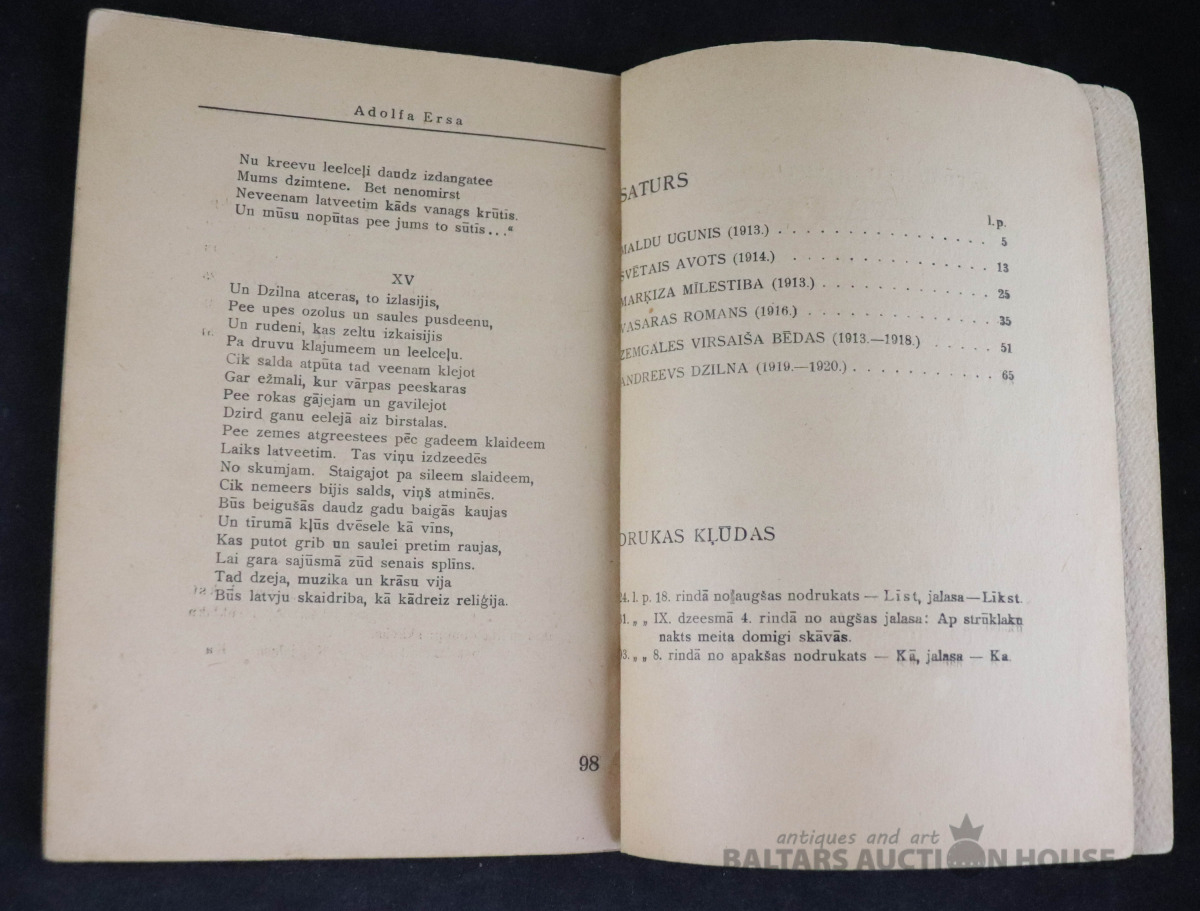 Adolfa Ersa
Nu kreevu leelceļi daudz izdangatee
Mums dzimtene. Bet nenomirst
Neveenam latveetim kāds vanags krūtis.
Un mūsu nopūtas pee jums to sūtis..."
XV
Un Dzilna atceras, to izlasijis,
Pee upes ozolus un saules pusdeenu,
Un rudeni, kas zeltu izkaisijis
Pa druvu klajumeem un leelceļu.
Cik salda atpūta tad veenam klejot
Gar ežmali, kur vārpas peeskaras
Pee rokas gājejam un gavilejot
Dzird ganu eelejā aiz birstalas.
Pee zemes atgreestees pēc gadeem klaideem
Laiks latveetim. Tas viņu izdzeedēs
No skumjam. Staigajot pa sileem slaideem,
Cik nemeers bijis salds, viņš atminēs.
Būs beigušās daudz gadu baigās kaujas
Un tīrumā kļūs dvēsele kā vīns,
Kas putot grib un saulei pretim raujas,
Lai gara sajūsmā zūd senais splīns.
Tad dzeja, muzika un krāsu vija
Būs latvju skaidriba, kā kādreiz reliģija.
98
SATURS
l.p.
MALDU UGUNIS (1913.) . . . . . . . . . . . . . . 5
SVĒTAIS AVOTS (1914.) . . . . . . . . . . . . . 13
MARĶIZA MĪLESTIBA (1913.) . . . . . . . . . . . 25
VASARAS ROMANS (1916.) . . . . . . . . . . . . 35
ZEMGALES VIRSAIŠA BĒDAS (1913.—1918.) . . . . . 51
ANDREEVS DZILNA (1919.—1920.) . . . . . . . . . . 65
DRUKAS KĻŪDAS
24. l. p. 18. rindā no augšas nodrukats — Līst, jalasa—Līkst.
31. „ „ IX. dzeesmā 4. rindā no augšas jalasa: Ap strūklaku
nakts meita domigi skāvās.
93. „ „ 8. rindā no apakšas nodrukats — Kā, jalasa — Ka.
antiques and art
BALTARS AUCTION HOUSE